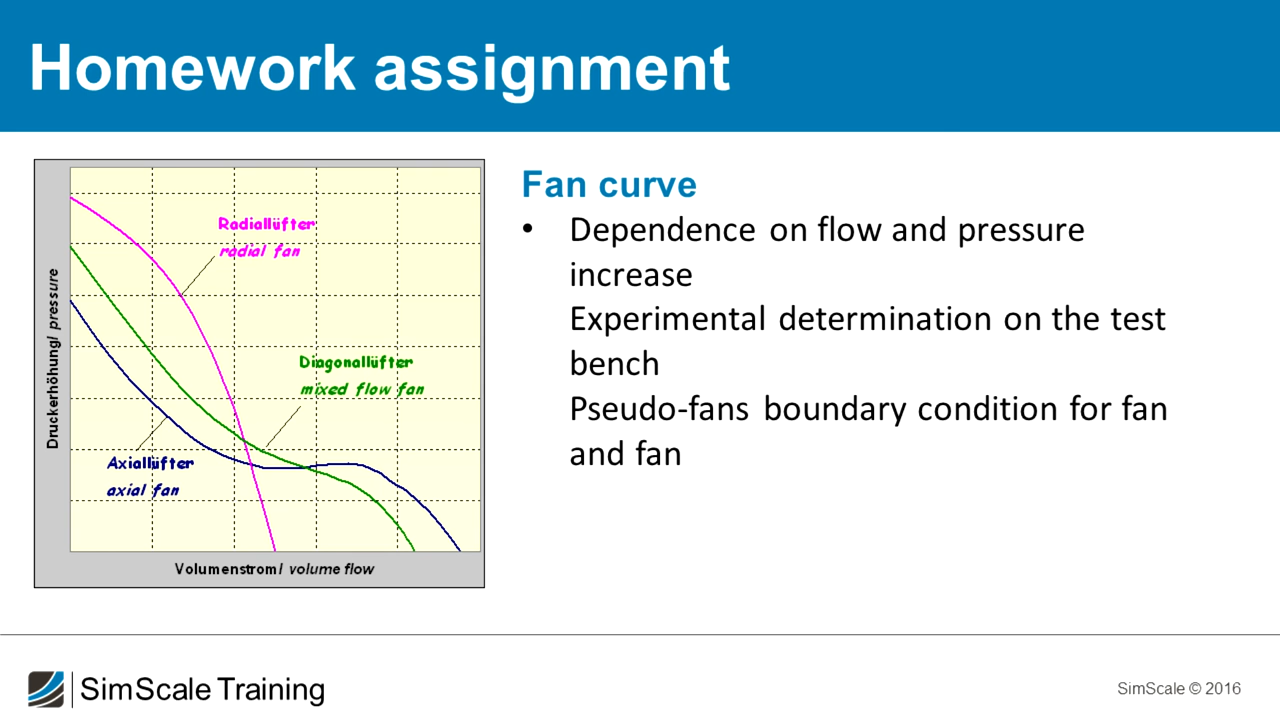 Homework assignment
Druckerhöhung/ pressure
Radiallüfter
radial fan
Diagonallüfter
mixed flow fan
Axiallüfter
axial fan
Volumenstrom/ volume flow
Fan curve
• Dependence on flow and pressure
increase
Experimental determination on the test
bench
Pseudo-fans boundary condition for fan
and fan
SimScale Training
SimScale © 2016